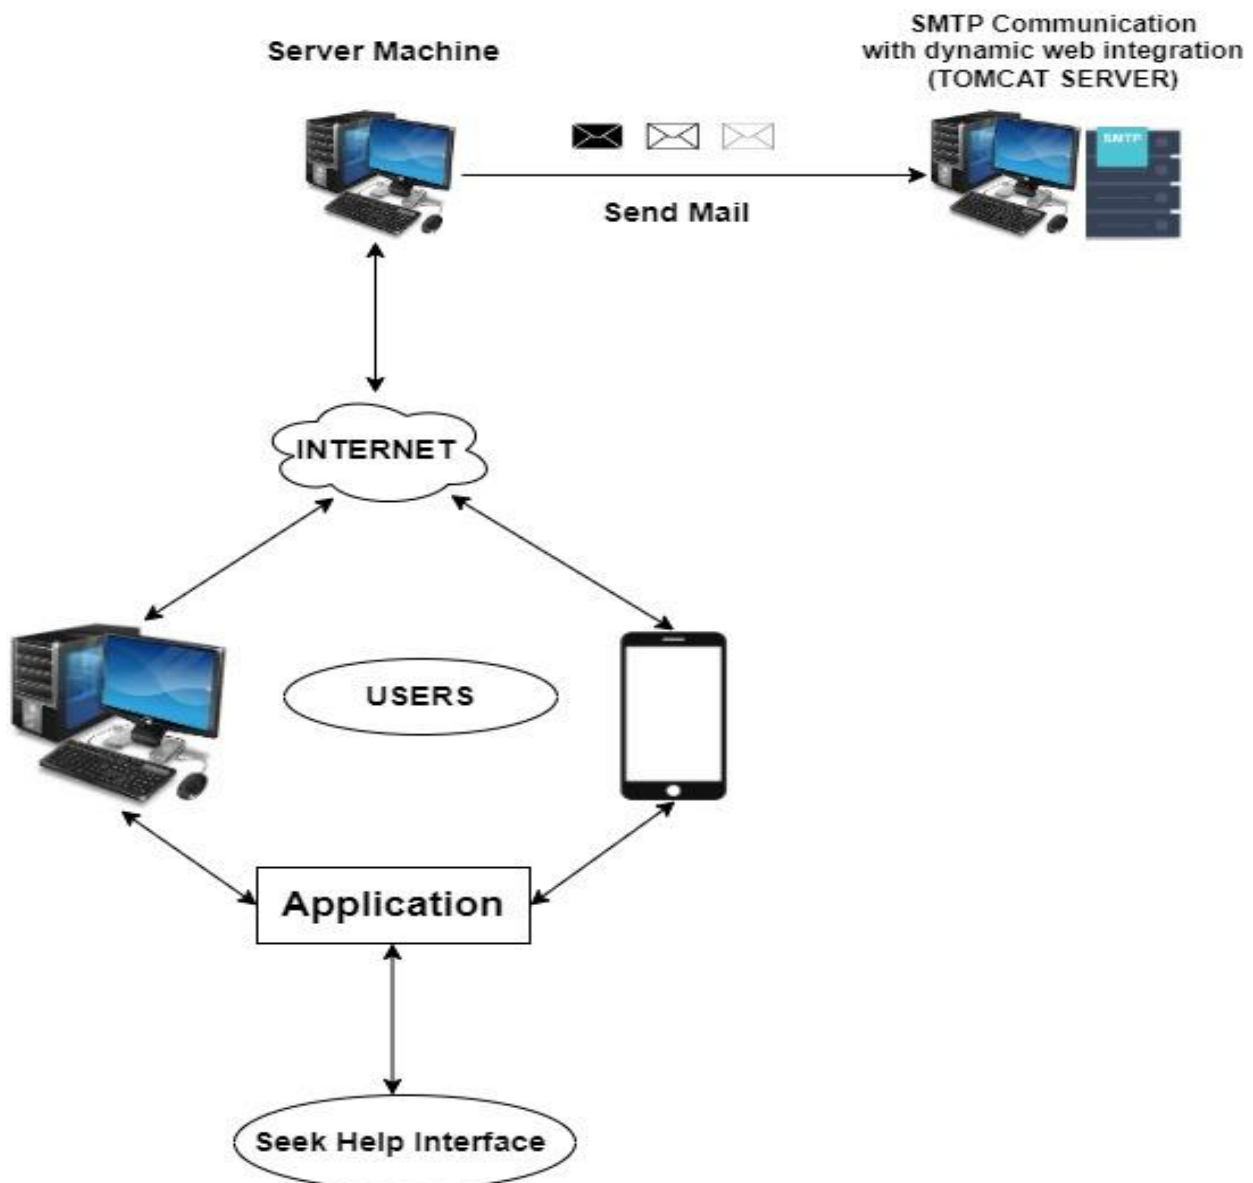 SMTP Communication
with dynamic web integration
(TOMCAT SERVER)
Server Machine
SMTP
Send Mail
INTERNET
USERS
Application
Seek Help Interface